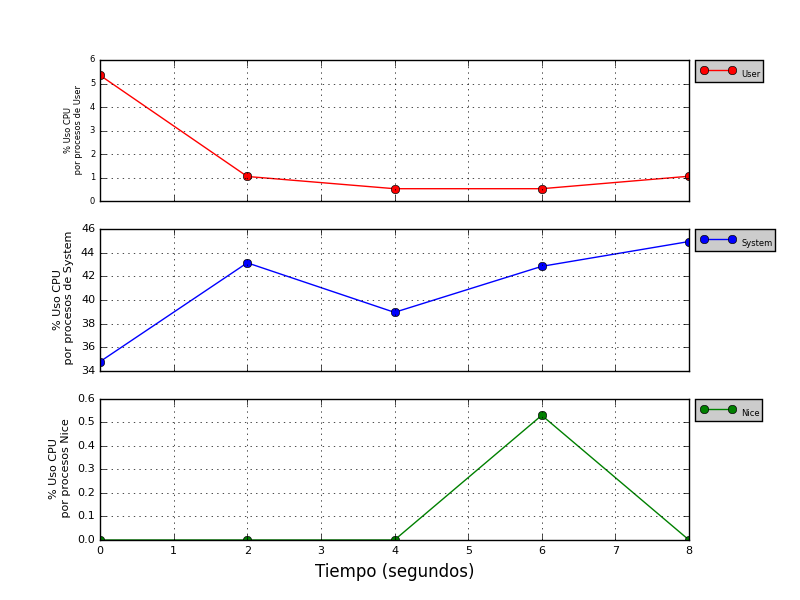 % Uso CPU
por procesos de User
6
5
4
3
2
1
0
User
% Uso CPU
por procesos de System
46
44
42
40
38
36
34
System
% Uso CPU
por procesos Nice
0.6
0.5
0.4
0.3
0.2
0.1
0.0
Nice
0 1 2 3 4 5 6 7 8
Tiempo (segundos)